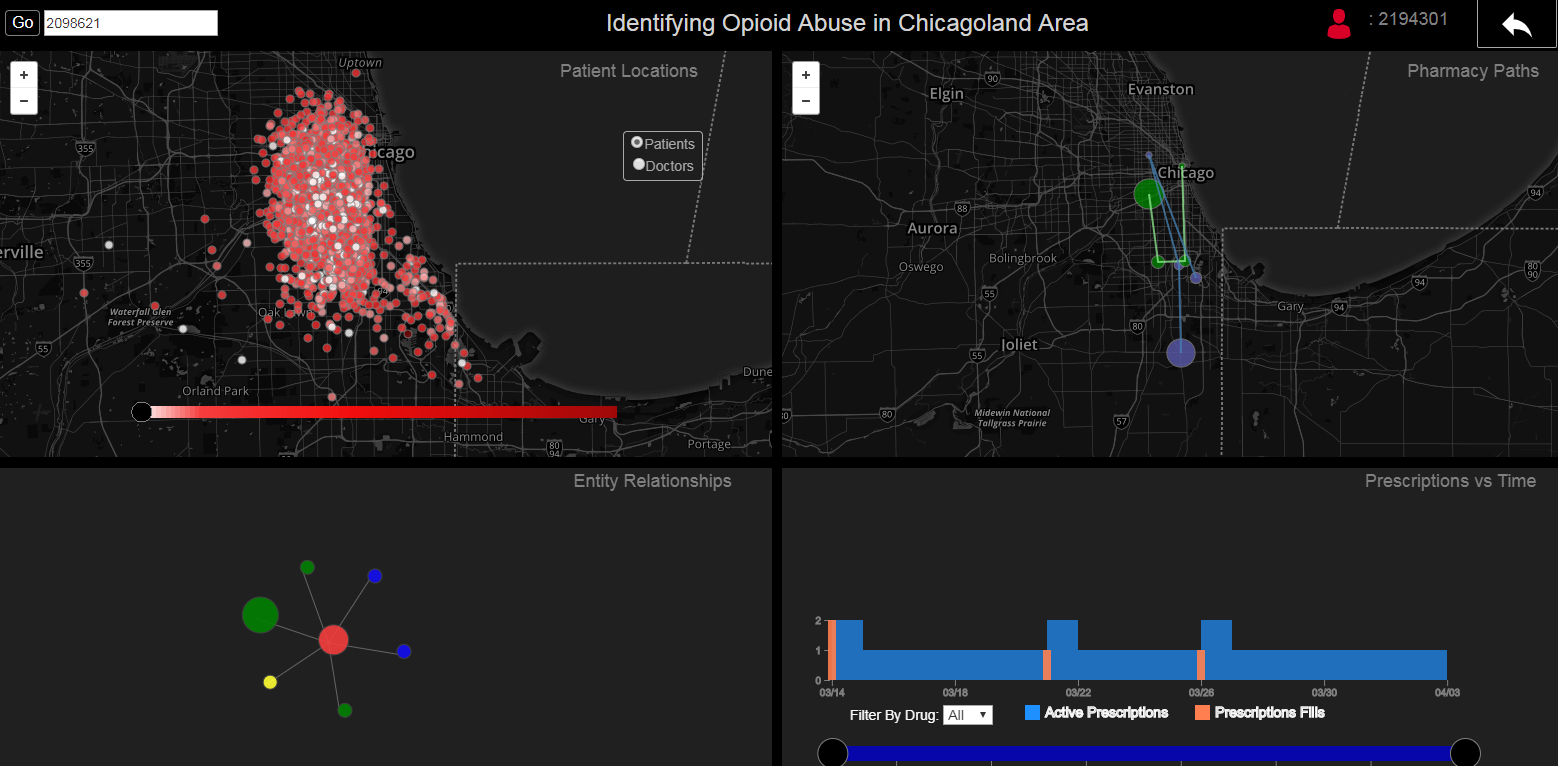 Go 2098621
Identifying Opioid Abuse in Chicagoland Area
: 2194301
+
−
Patient Locations
Uptown
355
Chicago
Patients
Doctors
355
94
Waterfall Glen
Forest Preserve
Oak Lawn
55
Orland Park
Dune
Gary
Hammond
80
94
Portage
+
−
Pharmacy Paths
90
Elgin
Evanston
Chicago
94
88
Aurora
Bolingbrook
Oswego
80
90
94
55
Gary
94
80
Joliet
55
80
Midewin National
Tallgrass Prairie
57
Entity Relationships
Prescriptions vs Time
2
1
0
03/14
03/18
03/22
03/26
03/30
04/03
Filter By Drug: All
Active Prescriptions
Prescriptions Fills